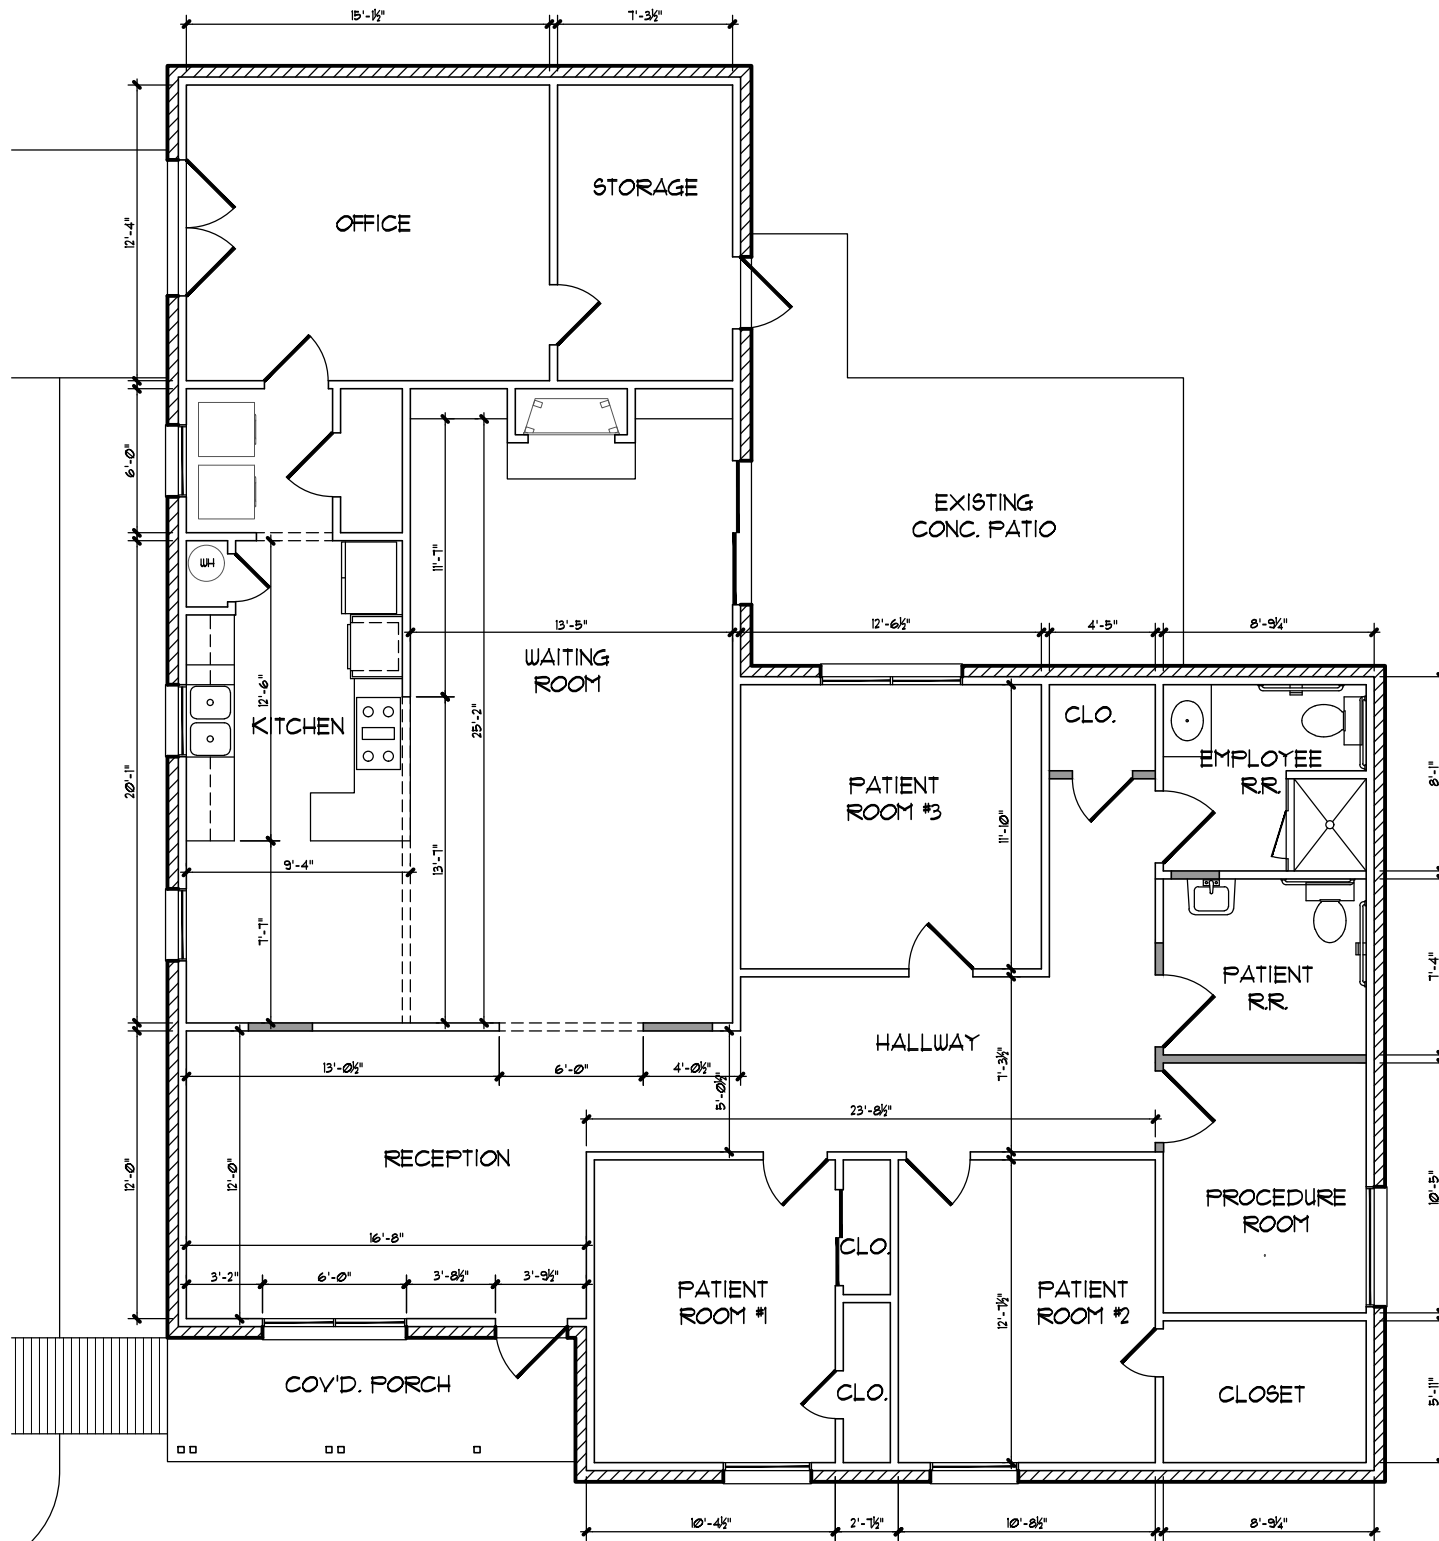 15'-1½"
7'-3½"
12'-4"
STORAGE
OFFICE
6'-0"
EXISTING
CONC. PATIO
WH
11'-7"
13'-5"
12'-6½"
4'-5"
8'-9¼"
WAITING
ROOM
12'-6"
KITCHEN
25'-2"
CLO.
EMPLOYEE
R.R.
8'-1"
20'-1"
PATIENT
ROOM #3
11'-10"
13'-7"
9'-4"
7'-7"
PATIENT
R.R.
7'-4"
HALLWAY
13'-0½"
6'-0"
4'-0½"
5'-0½"
7'-3½"
23'-8½"
12'-0"
12'-0"
RECEPTION
PROCEDURE
ROOM
10'-5"
16'-8"
CLO.
3'-2"
6'-0"
3'-8½"
3'-9½"
PATIENT
ROOM #1
PATIENT
ROOM #2
12'-7½"
COV'D. PORCH
CLO.
CLOSET
5'-11"
10'-4½"
2'-7½"
10'-8½"
8'-9¼"